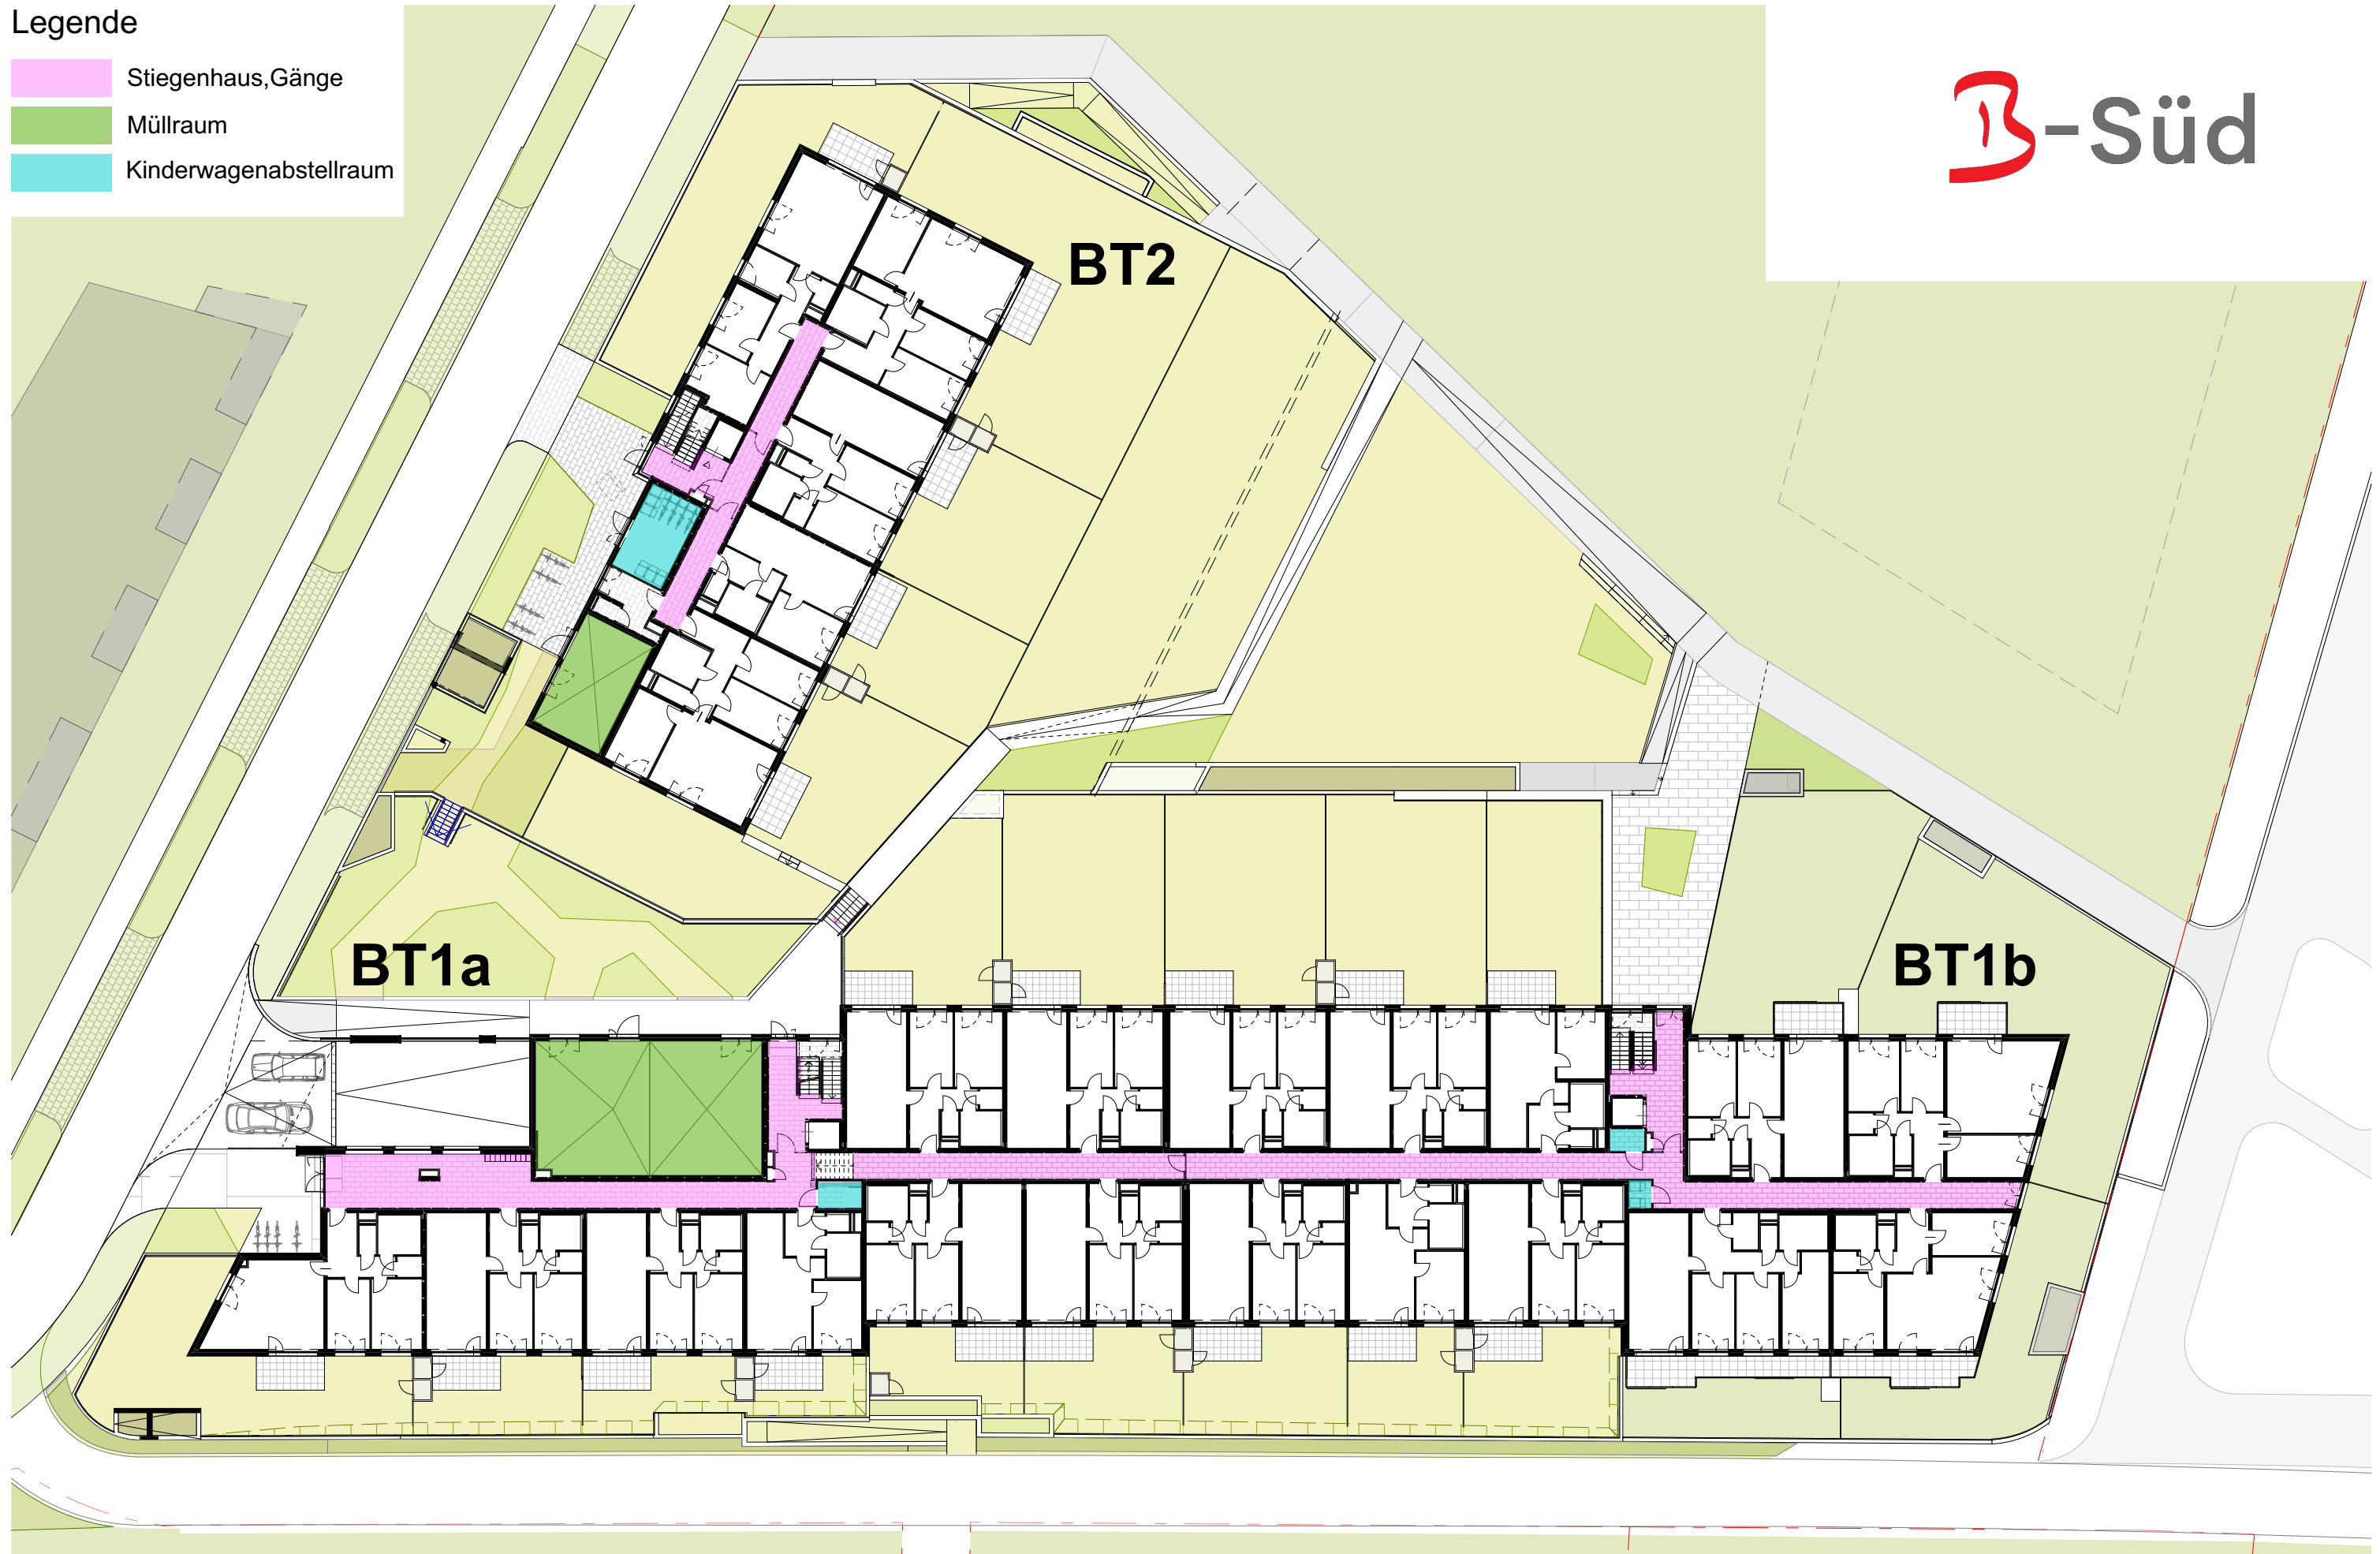 Legende
Stiegenhaus,Gänge
Müllraum
Kinderwagenabstellraum
B-Süd
BT2
BT1a
BT1b